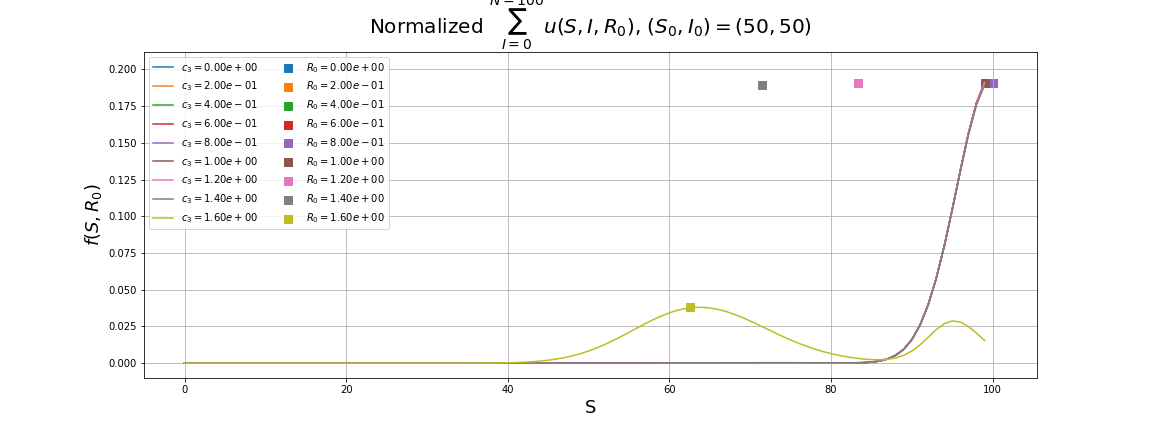 N=100
Normalized ∑ u(S, I, R₀), (S₀, I₀) = (50, 50)
I=0
c₃ = 0.00e+00 R₀ = 0.00e+00
c₃ = 2.00e−01 R₀ = 2.00e−01
c₃ = 4.00e−01 R₀ = 4.00e−01
c₃ = 6.00e−01 R₀ = 6.00e−01
c₃ = 8.00e−01 R₀ = 8.00e−01
c₃ = 1.00e+00 R₀ = 1.00e+00
c₃ = 1.20e+00 R₀ = 1.20e+00
c₃ = 1.40e+00 R₀ = 1.40e+00
c₃ = 1.60e+00 R₀ = 1.60e+00
0.200
0.175
0.150
0.125
0.100
0.075
0.050
0.025
0.000
f(S, R₀)
0 20 40 60 80 100
S